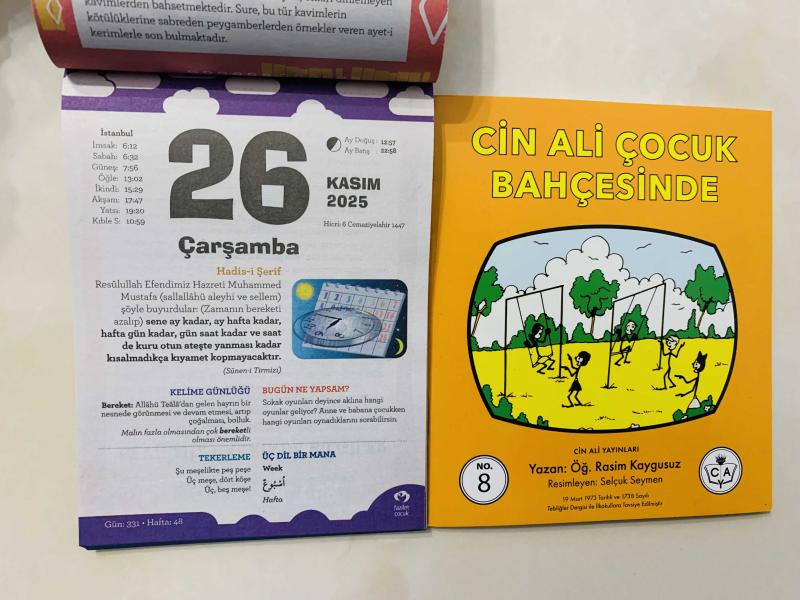 kavimlerden bahsetmektedir. Sure, bu tür kavimlerin
kötülüklerine sabreden peygamberlerden örnekler veren ayet-i
kerimlerle son bulmaktadır.
İstanbul
İmsak: 6:12
Sabah: 6:32
Güneş: 7:56
Öğle: 13:02
İkindi: 15:29
Akşam: 17:47
Yatsı: 19:20
Kıble S: 10:59
26
Ay Doğuş : 12:57
Ay Batış : 22:58
KASIM
2025
Hicri: 6 Cemaziyelahir 1447
Çarşamba
Hadis-i Şerif
Resûlullah Efendimiz Hazreti Muhammed
Mustafa (sallallâhü aleyhi ve sellem)
şöyle buyurdular: (Zamanın bereketi
azalıp) sene ay kadar, ay hafta kadar,
hafta gün kadar, gün saat kadar ve saat
de kuru otun ateşte yanması kadar
kısalmadıkça kıyamet kopmayacaktır.
(Sünen-i Tirmizî)
KELİME GÜNLÜĞÜ
Bereket: Allâhü Teâlâ'dan gelen hayrın bir
nesnede görünmesi ve devam etmesi, artıp
çoğalması, bolluk.
Malın fazla olmasından çok bereketli
olması önemlidir.
BUGÜN NE YAPSAM?
Sokak oyunları deyince aklına hangi
oyunlar geliyor? Anne ve babana çocukken
hangi oyunları oynadıklarını sorabilirsin.
TEKERLEME
Şu meşelikte peş peşe
Üç meşe, dört köşe
Üç, beş meşe!
ÜÇ DİL BİR MANA
Week
أُسْبُوعٌ
Hafta
fazilet
çocuk
Gün: 331 • Hafta: 48
CİN ALİ ÇOCUK
BAHÇESİNDE
CİN ALİ YAYINLARI
Yazan: Öğ. Rasim Kaygusuz
Resimleyen: Selçuk Seymen
NO.
8
C A
19 Mart 1973 Tarihli ve 1738 Sayılı
Tebliğler Dergisi ile İlkokullara Tavsiye Edilmiştir